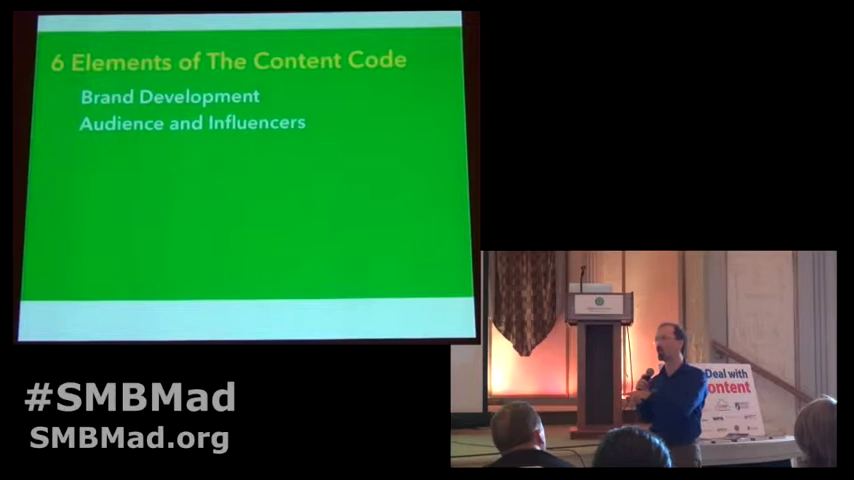 6 Elements of The Content Code
Brand Development
Audience and Influencers
#SMBMad
SMBMad.org
Deal with
ontent